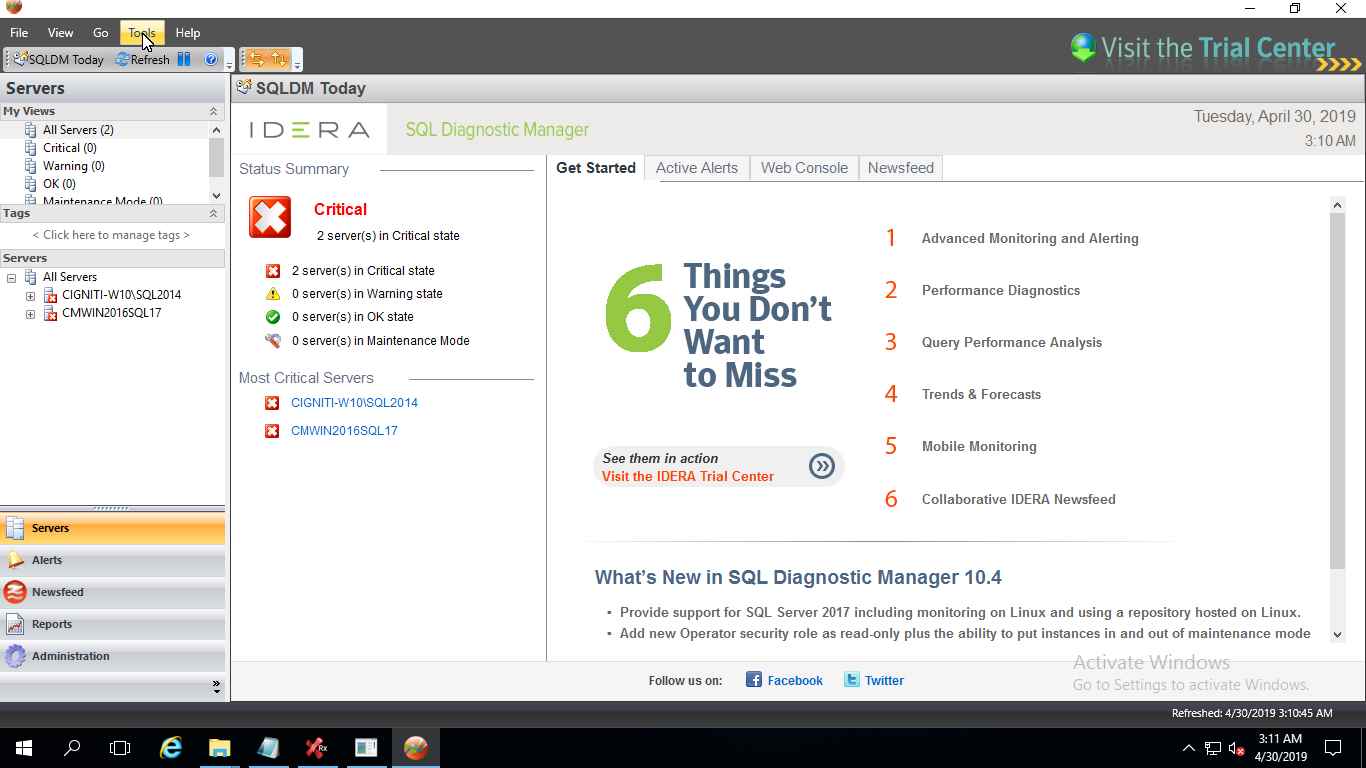 File View Go Tools Help
SQLDM Today Refresh
Visit the Trial Center
Servers
My Views
All Servers (2)
Critical (0)
Warning (0)
OK (0)
Maintenance Mode (0)
Tags
< Click here to manage tags >
Servers
All Servers
CIGNITI-W10\SQL2014
CMWIN2016SQL17
Servers
Alerts
Newsfeed
Reports
Administration
SQLDM Today
IDERA SQL Diagnostic Manager
Tuesday, April 30, 2019
3:10 AM
Status Summary
Critical
2 server(s) in Critical state
2 server(s) in Critical state
0 server(s) in Warning state
0 server(s) in OK state
0 server(s) in Maintenance Mode
Most Critical Servers
CIGNITI-W10\SQL2014
CMWIN2016SQL17
Get Started Active Alerts Web Console Newsfeed
6 Things
You Don't
Want
to Miss
See them in action
Visit the IDERA Trial Center
1 Advanced Monitoring and Alerting
2 Performance Diagnostics
3 Query Performance Analysis
4 Trends & Forecasts
5 Mobile Monitoring
6 Collaborative IDERA Newsfeed
What's New in SQL Diagnostic Manager 10.4
▪ Provide support for SQL Server 2017 including monitoring on Linux and using a repository hosted on Linux.
▪ Add new Operator security role as read-only plus the ability to put instances in and out of maintenance mode
Activate Windows
Go to Settings to activate Windows.
Follow us on: Facebook Twitter
Refreshed: 4/30/2019 3:10:45 AM
Rx
3:11 AM
4/30/2019